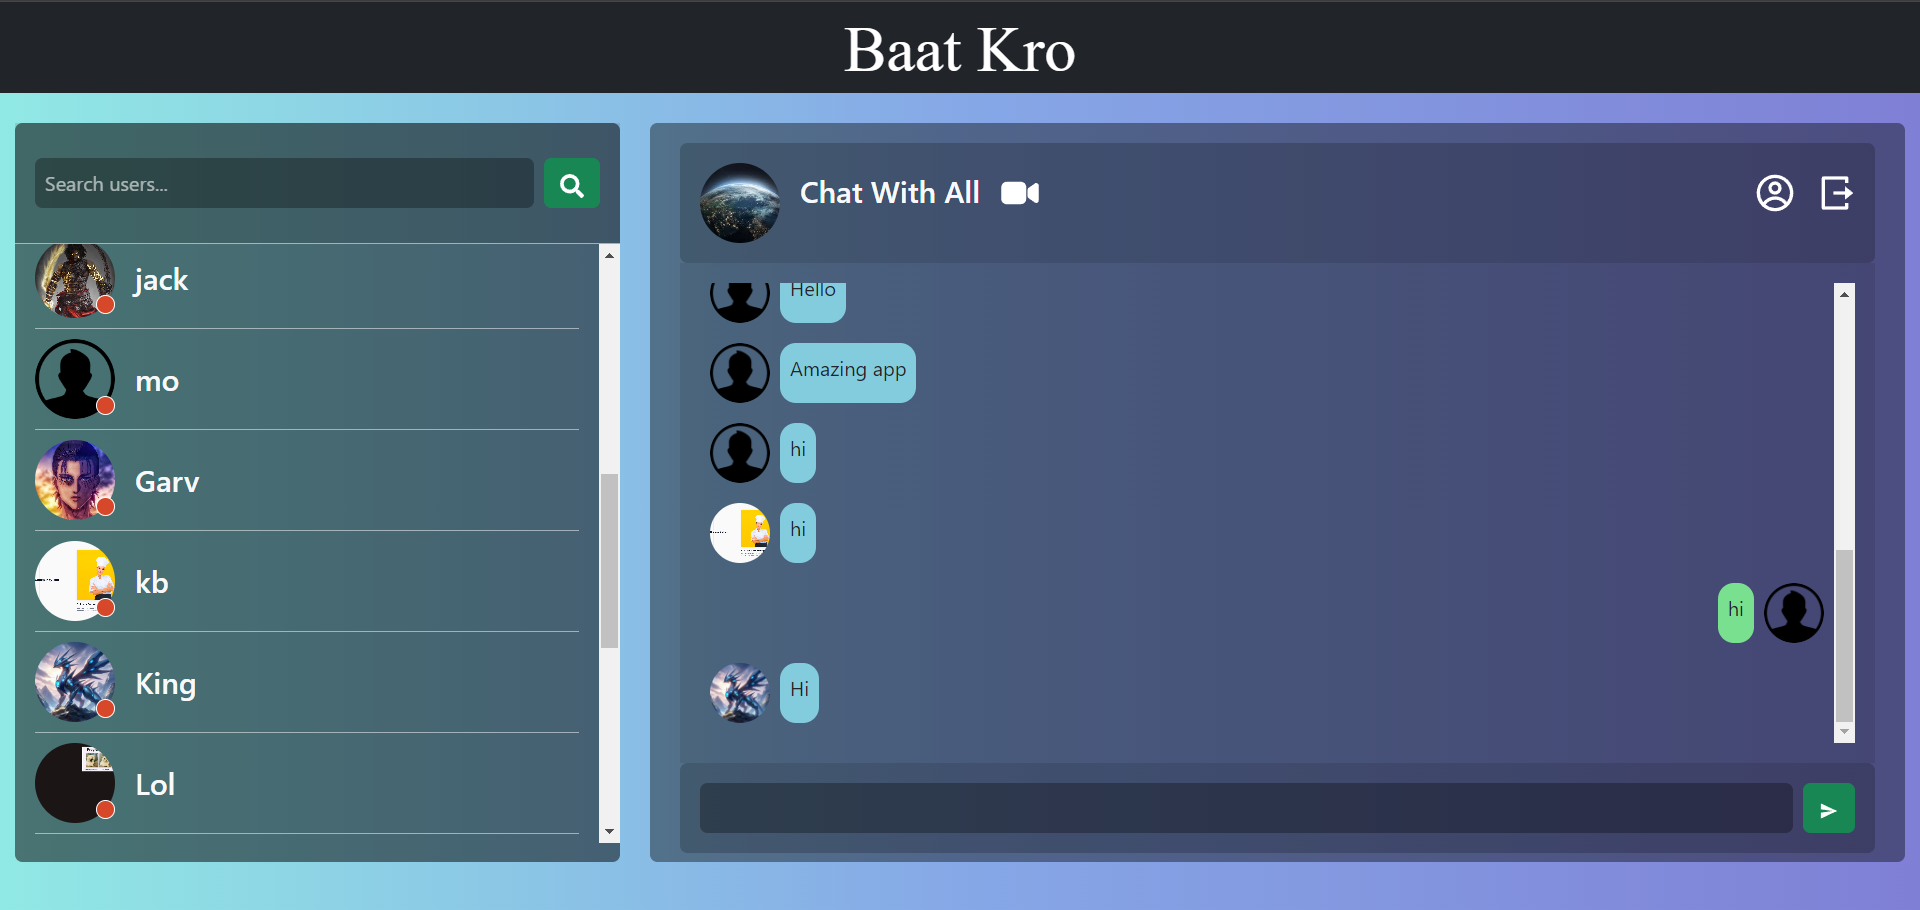 Baat Kro
Search users...
jack
mo
Garv
kb
King
Lol
Chat With All
Hello
Amazing app
hi
hi
hi
Hi